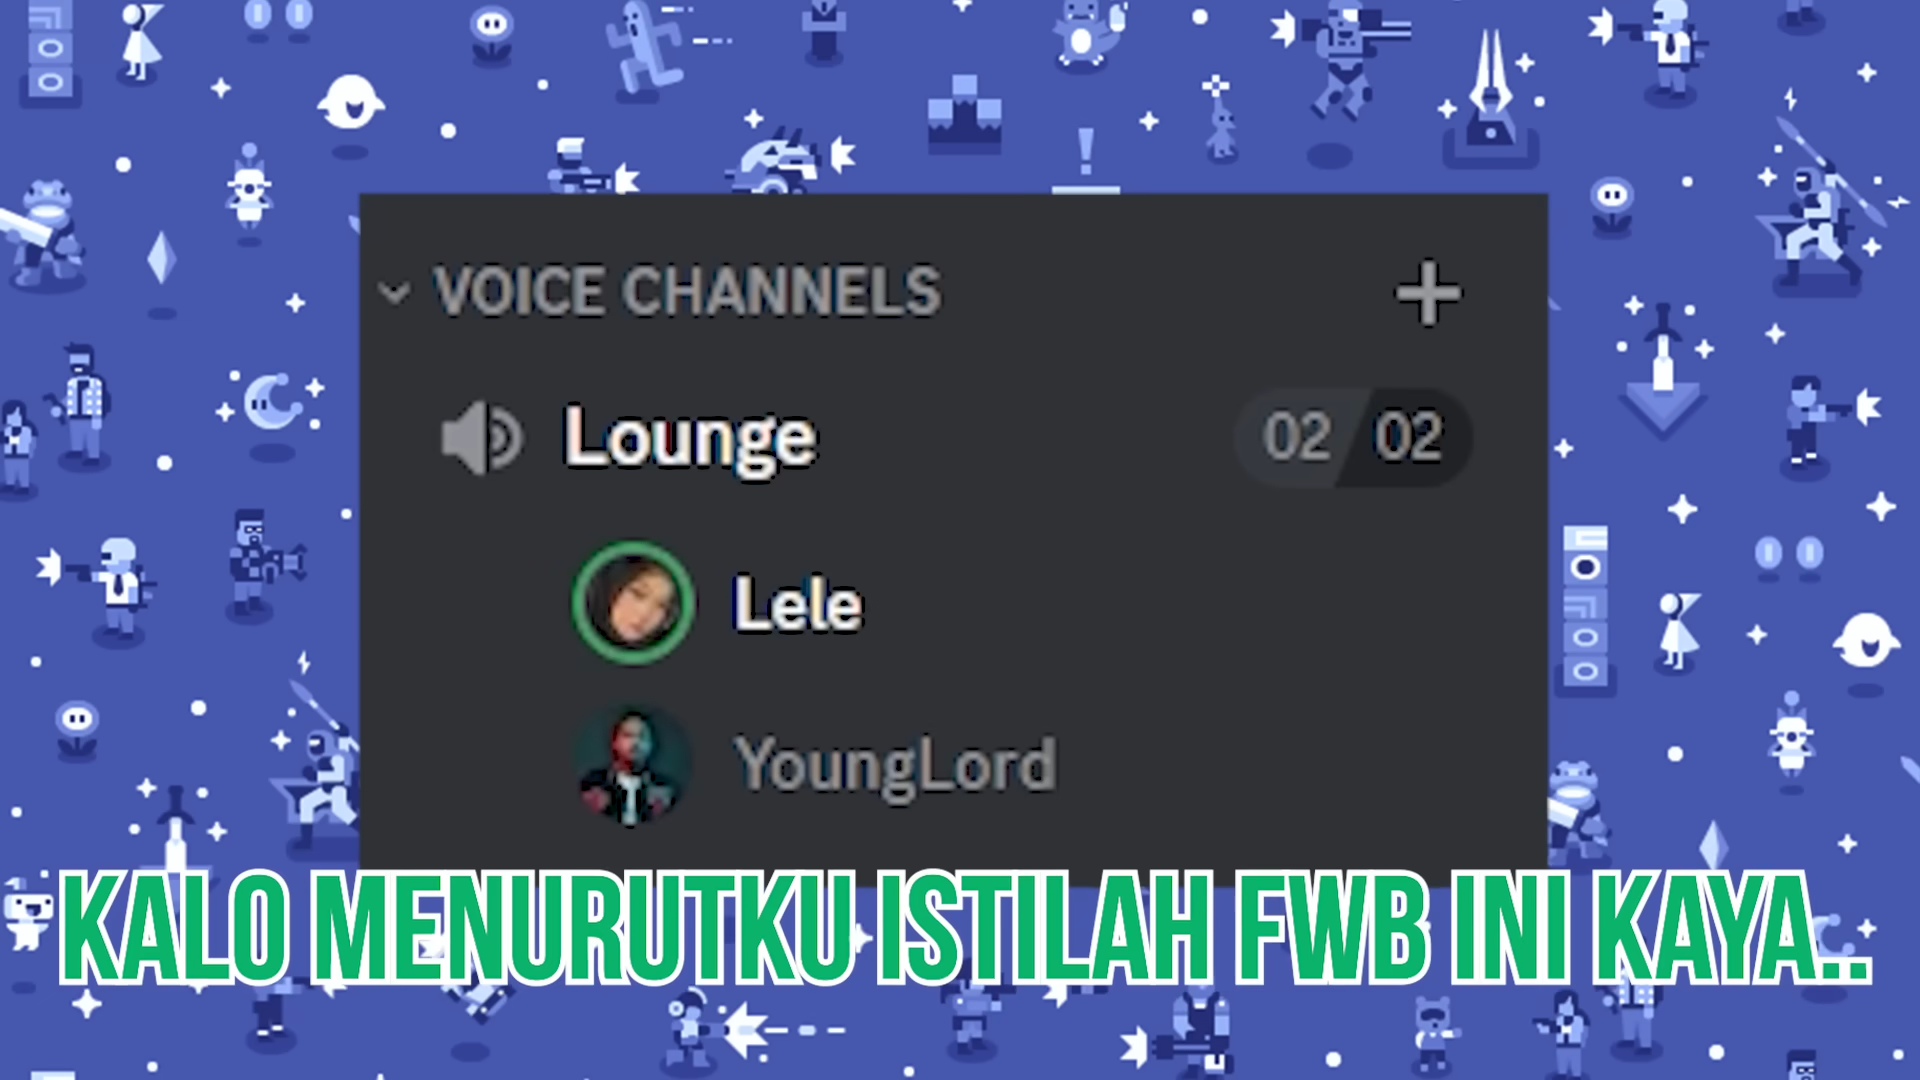 VOICE CHANNELS
Lounge 02 02
Lele
YoungLord
KALO MENURUTKU ISTILAH FWB INI KAYA..